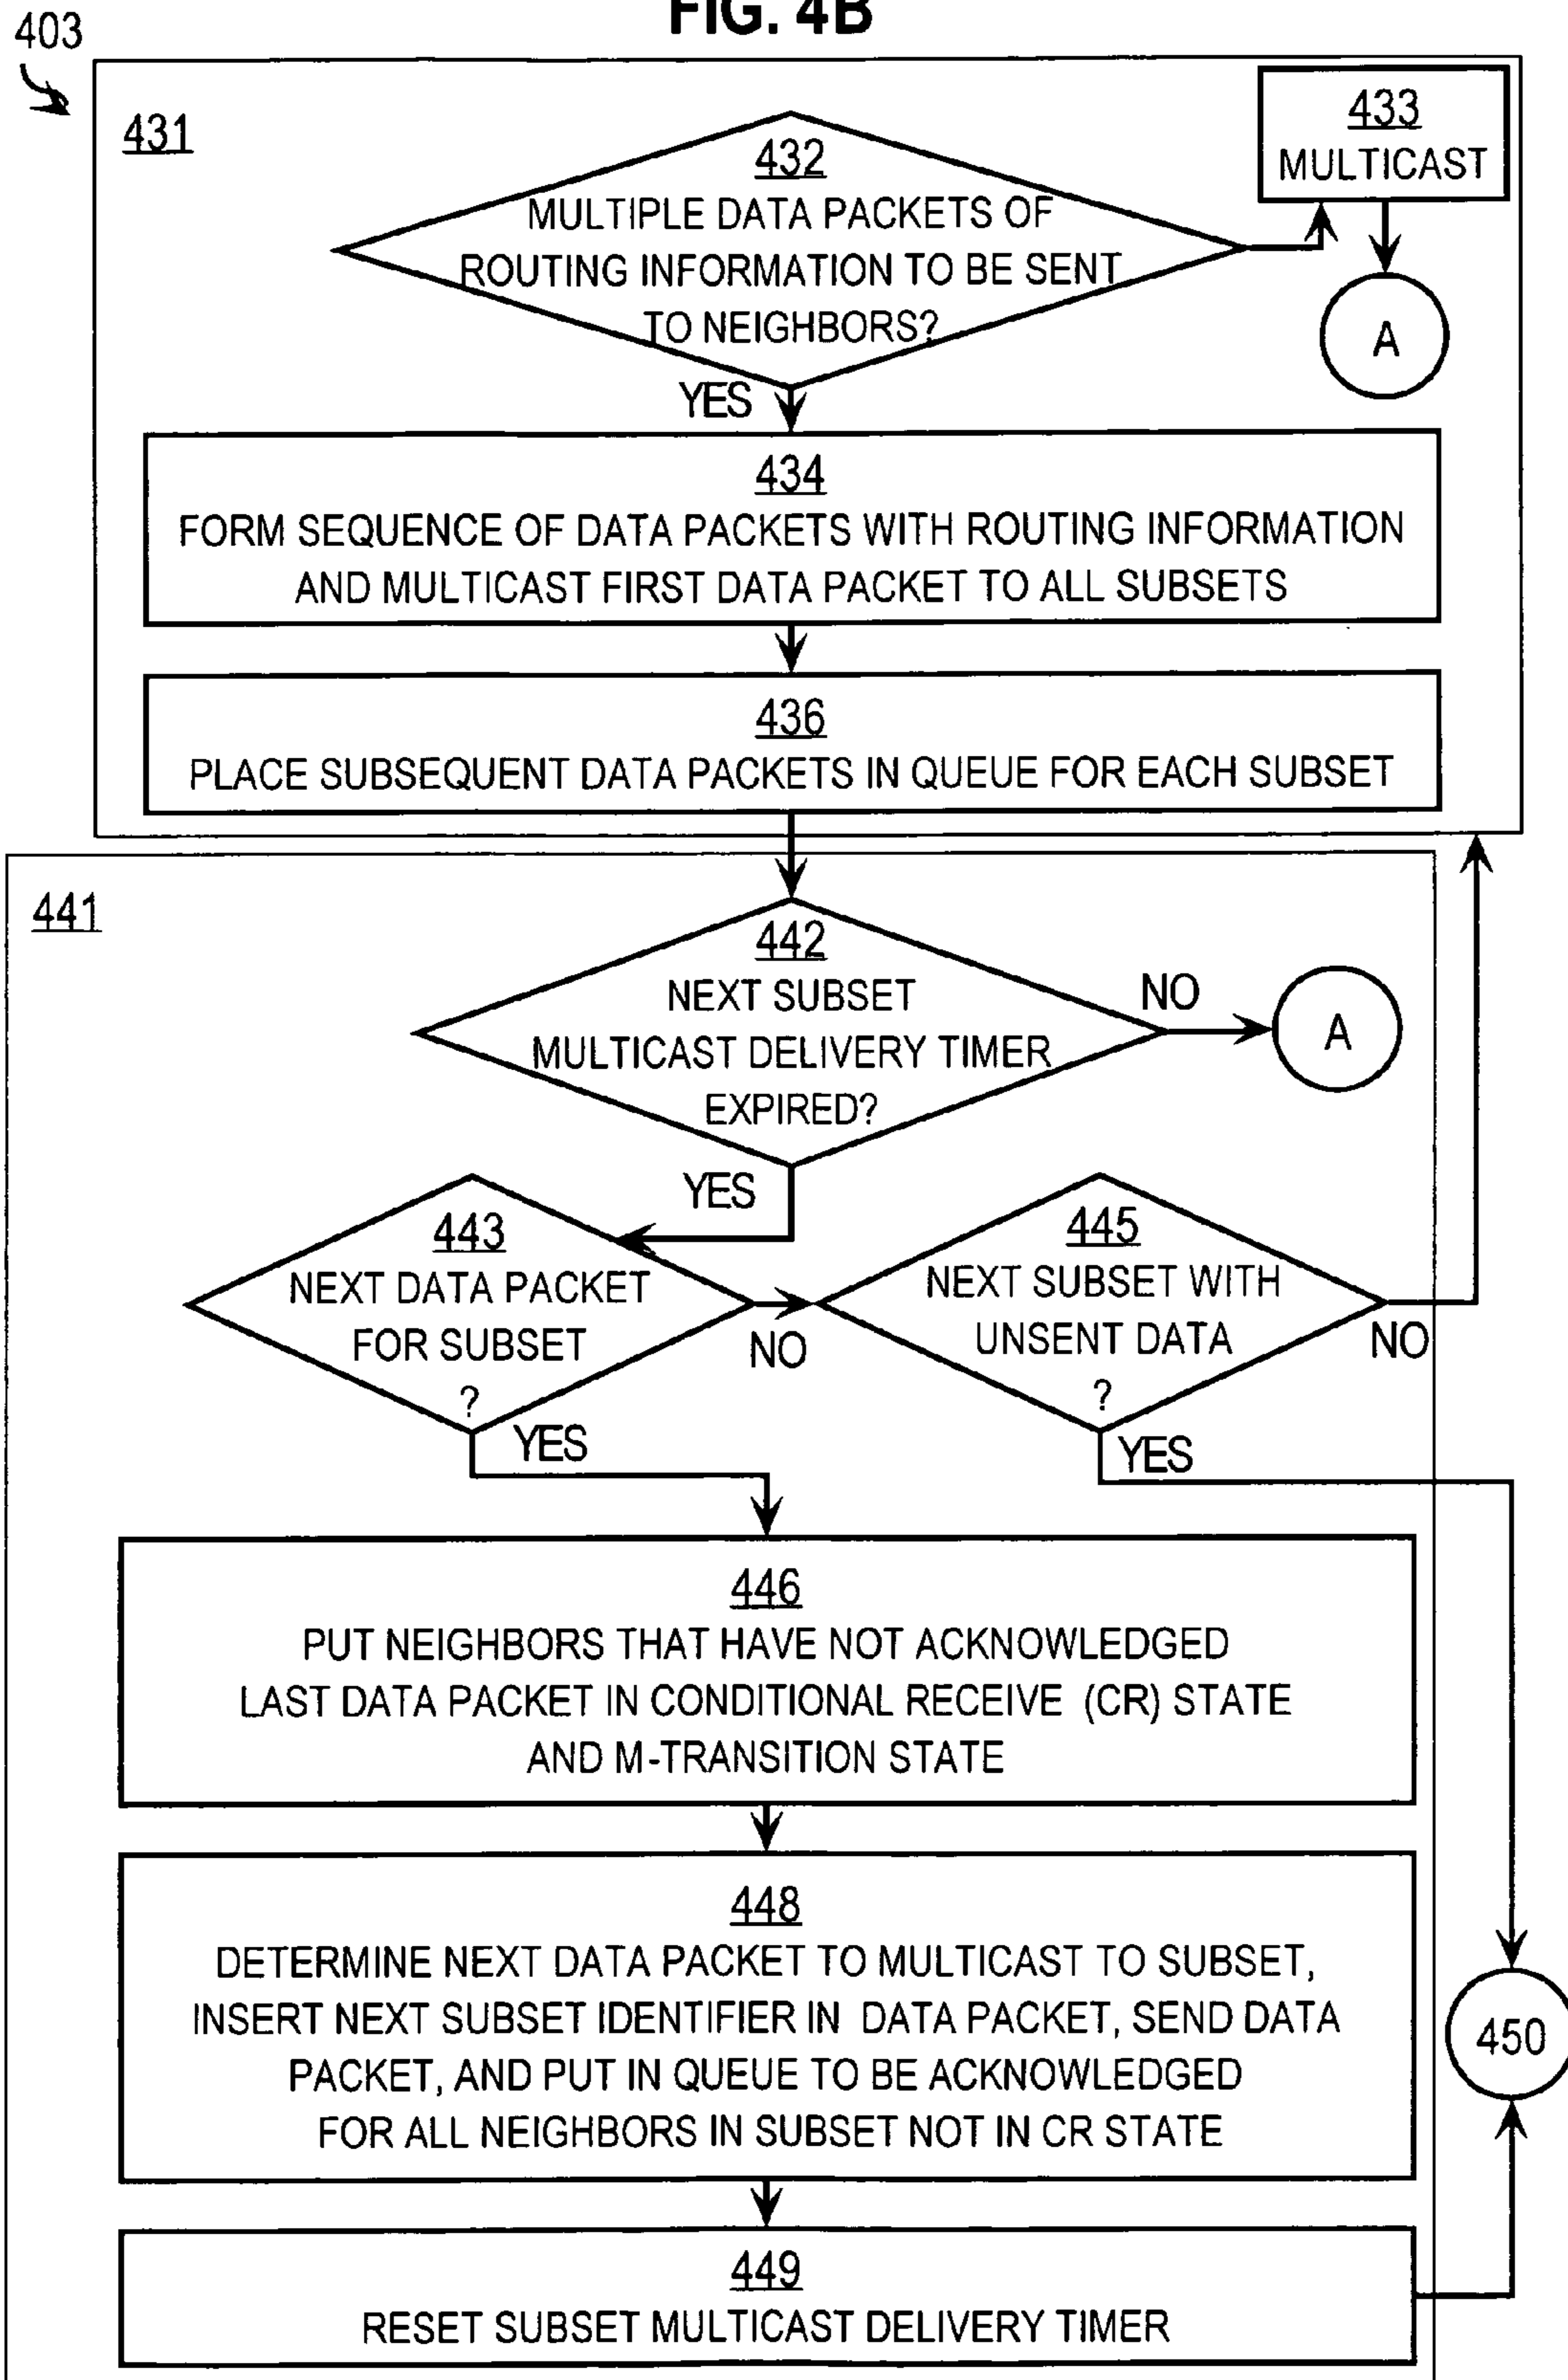 FIG. 4B
403
431
432
MULTIPLE DATA PACKETS OF
ROUTING INFORMATION TO BE SENT
TO NEIGHBORS?
433
MULTICAST
A
YES
434
FORM SEQUENCE OF DATA PACKETS WITH ROUTING INFORMATION
AND MULTICAST FIRST DATA PACKET TO ALL SUBSETS
436
PLACE SUBSEQUENT DATA PACKETS IN QUEUE FOR EACH SUBSET
441
442
NEXT SUBSET
MULTICAST DELIVERY TIMER
EXPIRED?
NO
A
YES
443
NEXT DATA PACKET
FOR SUBSET
?
NO
445
NEXT SUBSET WITH
UNSENT DATA
?
NO
YES
YES
446
PUT NEIGHBORS THAT HAVE NOT ACKNOWLEDGED
LAST DATA PACKET IN CONDITIONAL RECEIVE (CR) STATE
AND M-TRANSITION STATE
448
DETERMINE NEXT DATA PACKET TO MULTICAST TO SUBSET,
INSERT NEXT SUBSET IDENTIFIER IN DATA PACKET, SEND DATA
PACKET, AND PUT IN QUEUE TO BE ACKNOWLEDGED
FOR ALL NEIGHBORS IN SUBSET NOT IN CR STATE
450
449
RESET SUBSET MULTICAST DELIVERY TIMER